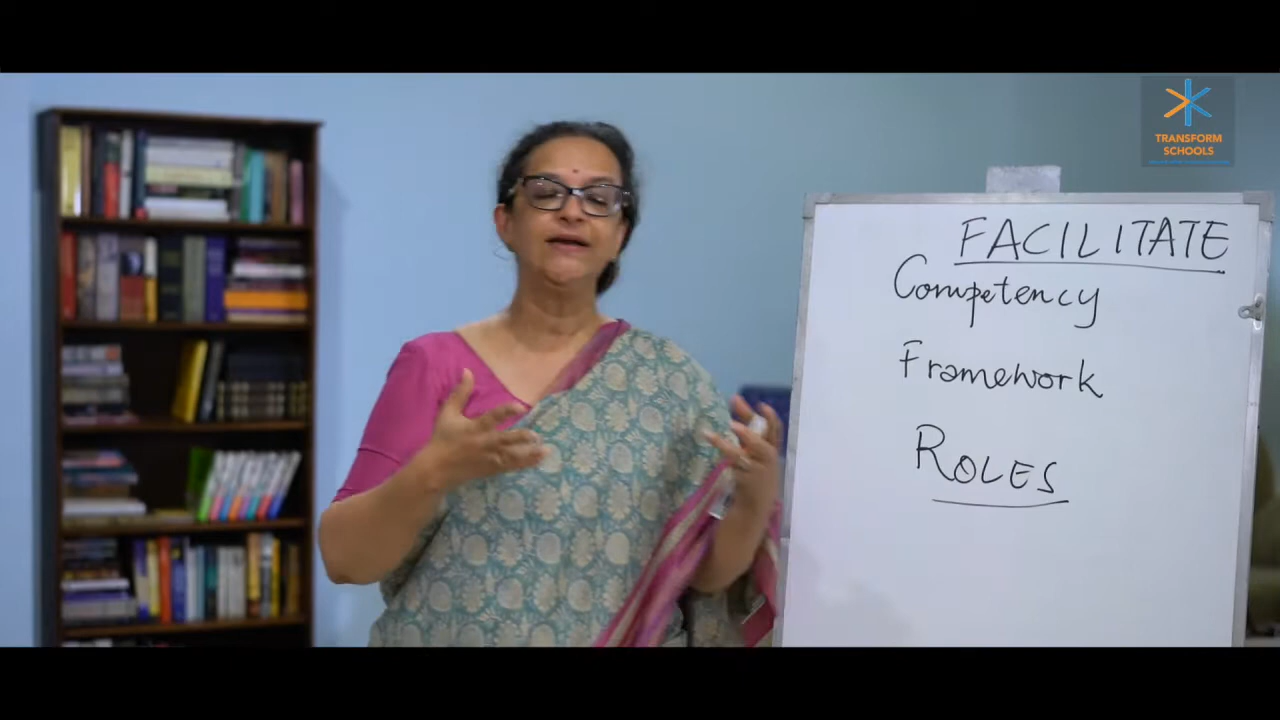 TRANSFORM
SCHOOLS
FACILITATE
Competency
Framework
ROLES